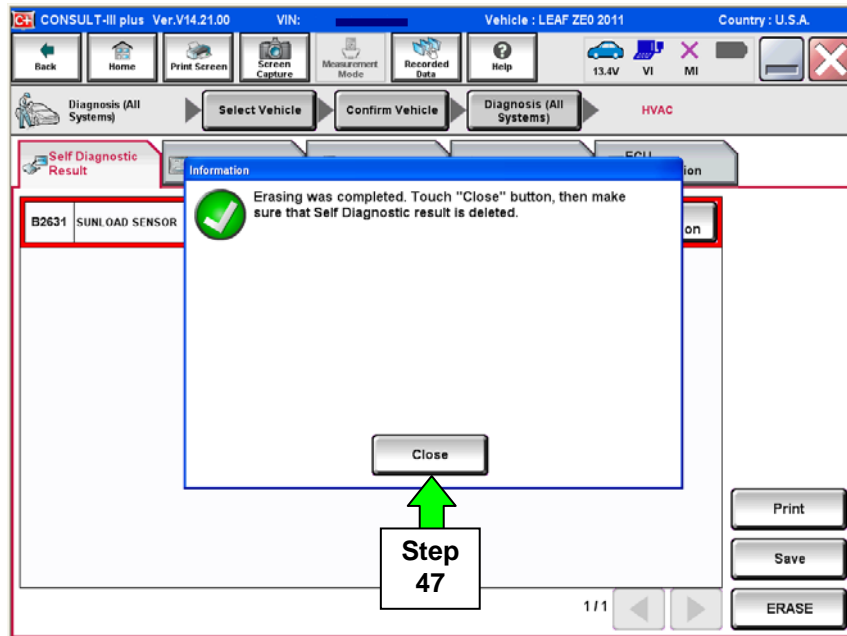 C+ CONSULT-III plus Ver.V14.21.00 VIN: Vehicle : LEAF ZE0 2011 Country : U.S.A.
Back Home Print Screen Screen Capture Measurement Mode Recorded Data Help 13.4V VI MI
Diagnosis (All Systems) Select Vehicle Confirm Vehicle Diagnosis (All Systems) HVAC
Self Diagnostic
Result
ECU
ion
Information
Erasing was completed. Touch "Close" button, then make
sure that Self Diagnostic result is deleted.
B2631 SUNLOAD SENSOR
on
Close
Step
47
Print
Save
1/1
ERASE